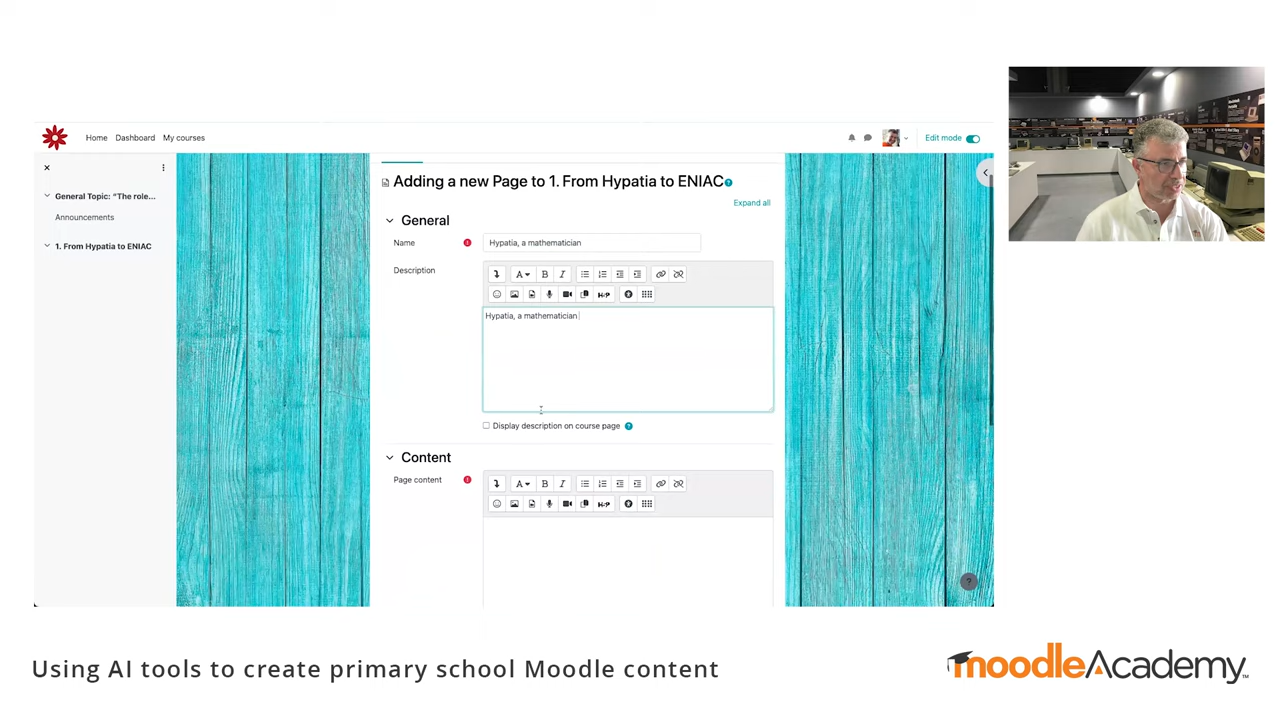 Home Dashboard My courses Edit mode
General Topic: “The role...
Announcements
1. From Hypatia to ENIAC
Adding a new Page to 1. From Hypatia to ENIAC
Expand all
General
Name
Hypatia, a mathematician
Description
A B I
H-P
Hypatia, a mathematician
Display description on course page
Content
Page content
A B I
H-P
Using AI tools to create primary school Moodle content
moodleAcademy™